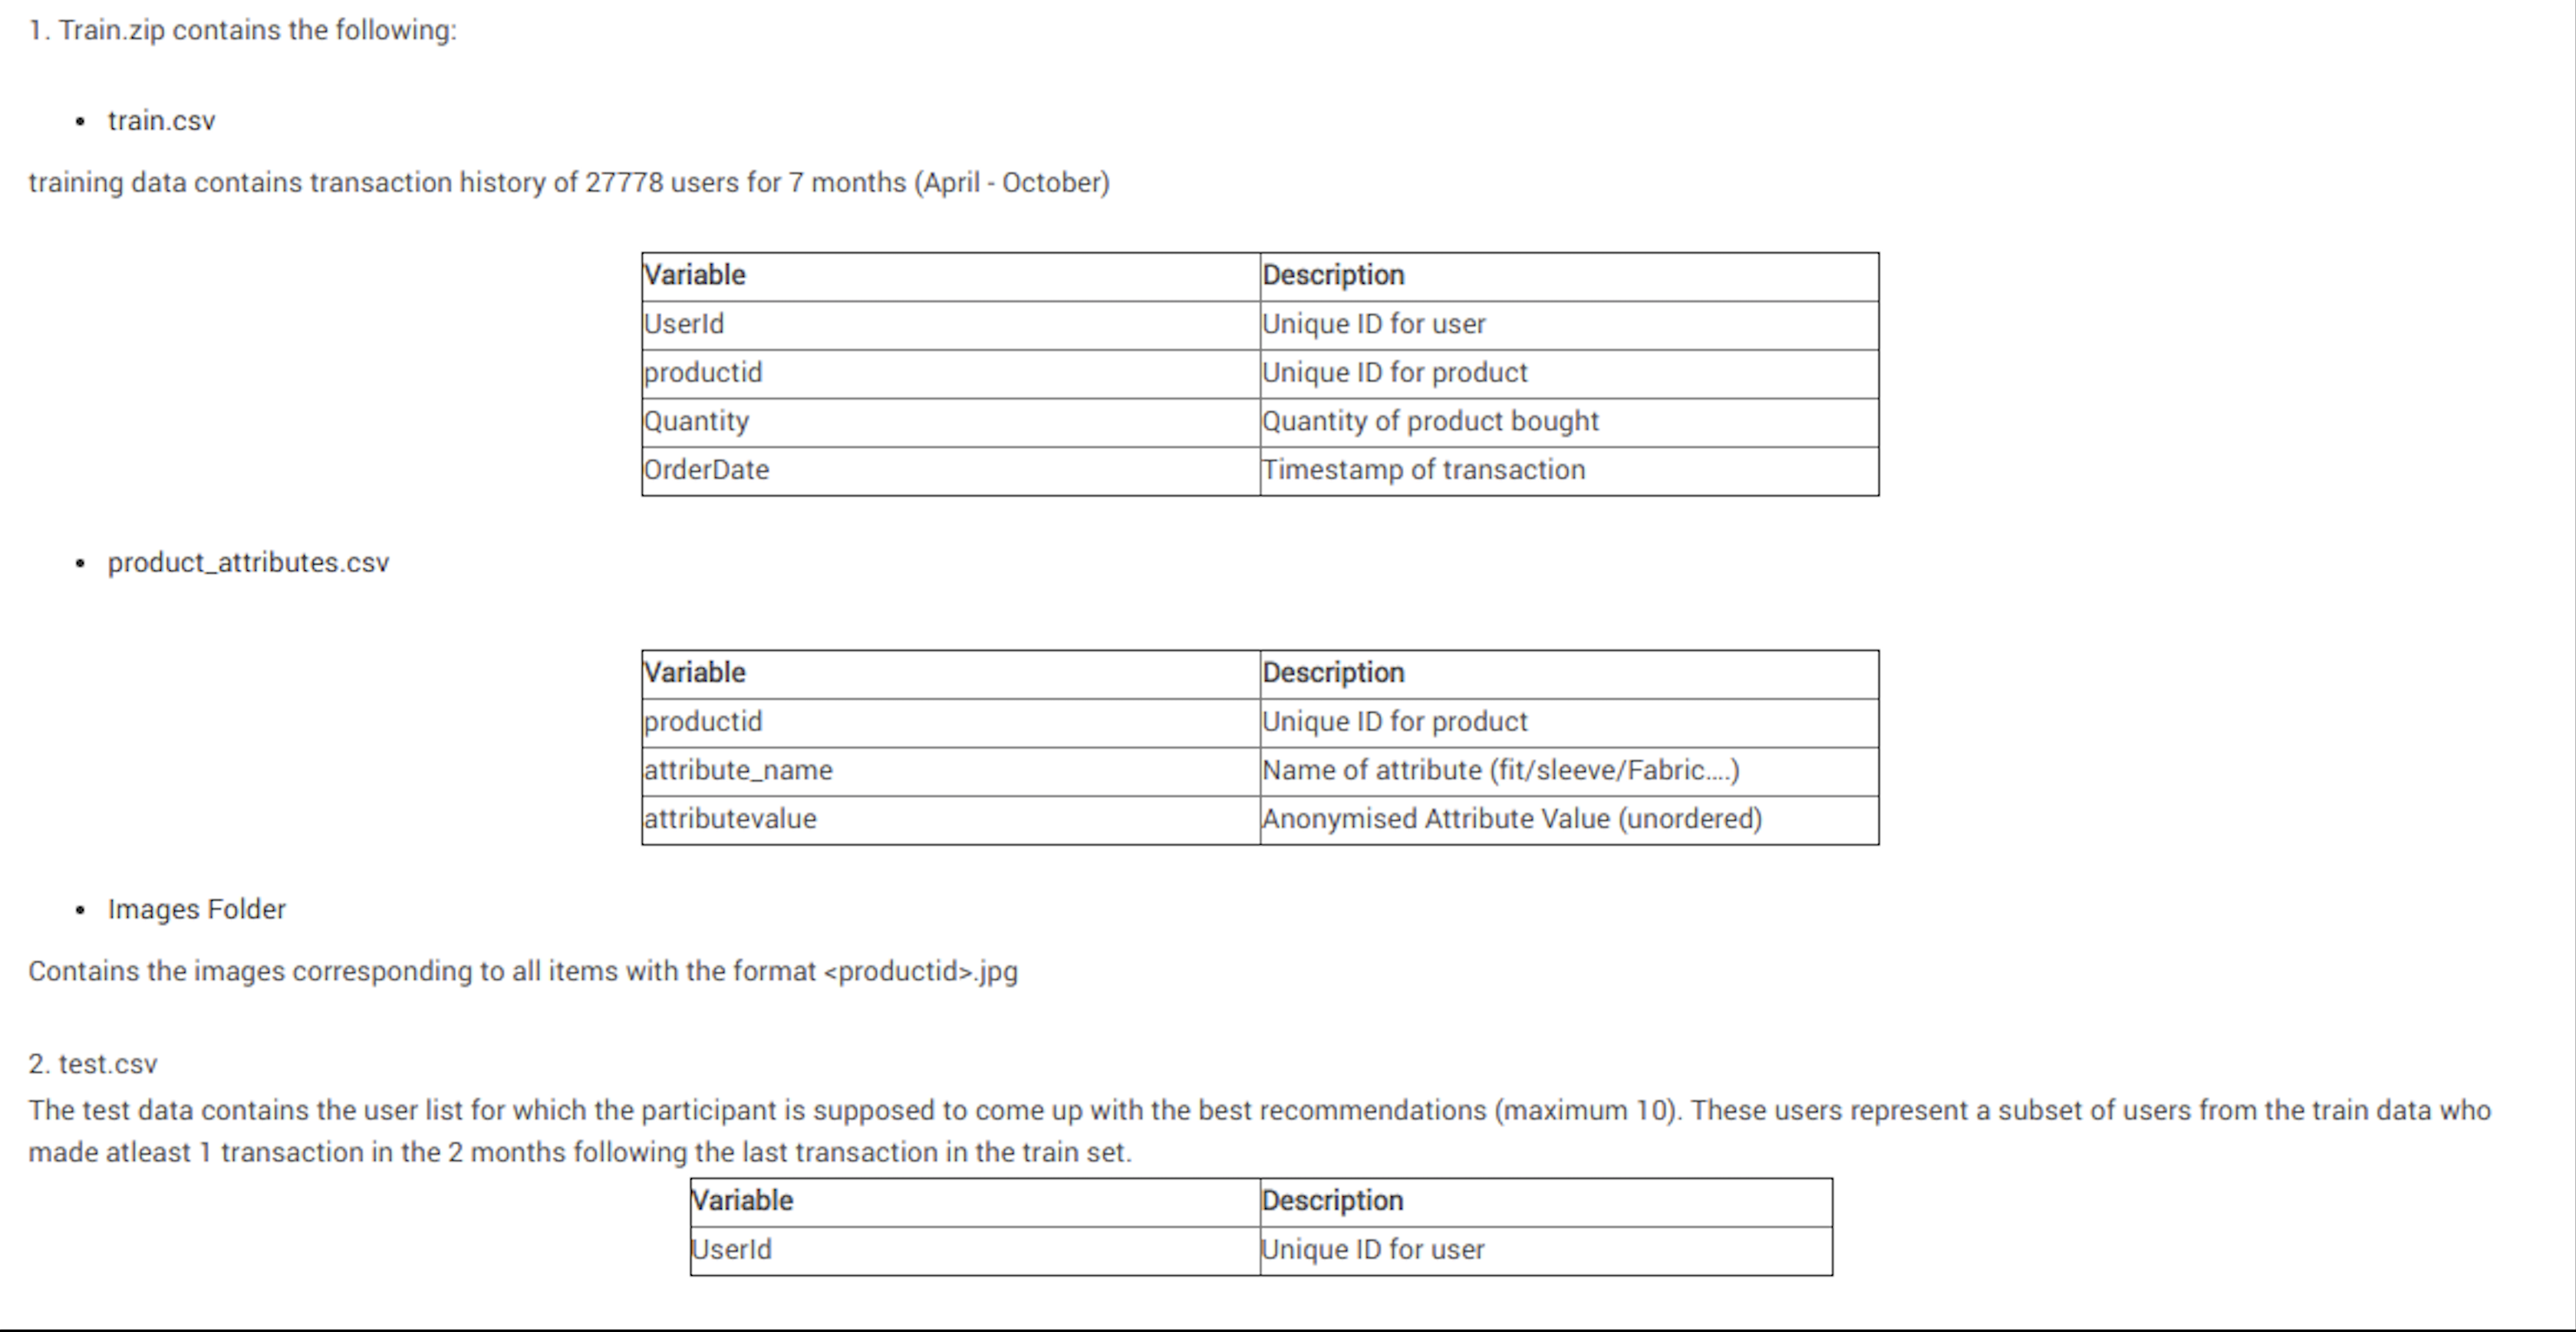 1. Train.zip contains the following:
• train.csv
training data contains transaction history of 27778 users for 7 months (April - October)
Variable Description
UserId Unique ID for user
productid Unique ID for product
Quantity Quantity of product bought
OrderDate Timestamp of transaction
• product_attributes.csv
Variable Description
productid Unique ID for product
attribute_name Name of attribute (fit/sleeve/Fabric....)
attributevalue Anonymised Attribute Value (unordered)
• Images Folder
Contains the images corresponding to all items with the format <productid>.jpg
2. test.csv
The test data contains the user list for which the participant is supposed to come up with the best recommendations (maximum 10). These users represent a subset of users from the train data who
made atleast 1 transaction in the 2 months following the last transaction in the train set.
Variable Description
UserId Unique ID for user